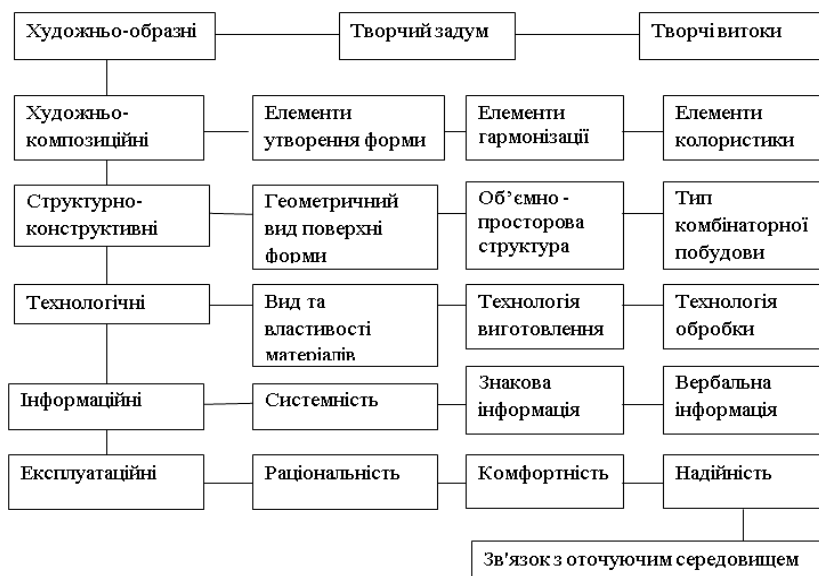 Художньо-образні
Творчий задум
Творчі витоки
Художньо-
композиційні
Елементи
утворення форми
Елементи
гармонізації
Елементи
колористики
Структурно-
конструктивні
Геометричний
вид поверхні
форми
Об’ємно -
просторова
структура
Тип
комбінаторної
побудови
Технологічні
Вид та
властивості
матеріалів
Технологія
виготовлення
Технологія
обробки
Інформаційні
Системність
Знакова
інформація
Вербальна
інформація
Експлуатаційні
Раціональність
Комфортність
Надійність
Зв'язок з оточуючим середовищем